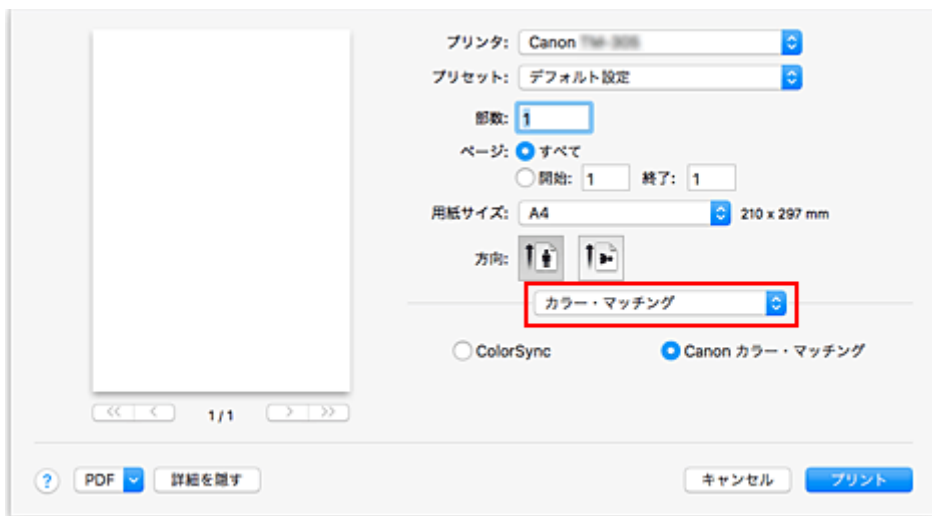 プリンタ: Canon
プリセット: デフォルト設定
部数: 1
ページ: すべて
開始: 1 終了: 1
用紙サイズ: A4 210 x 297 mm
方向:
カラー・マッチング
ColorSync Canon カラー・マッチング
1 / 1
? PDF 詳細を隠す キャンセル プリント